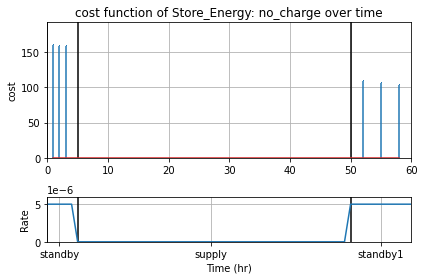 cost function of Store_Energy: no_charge over time
150
100
50
0
cost
0 10 20 30 40 50 60
1e−6
5
0
Rate
standby supply standby1
Time (hr)